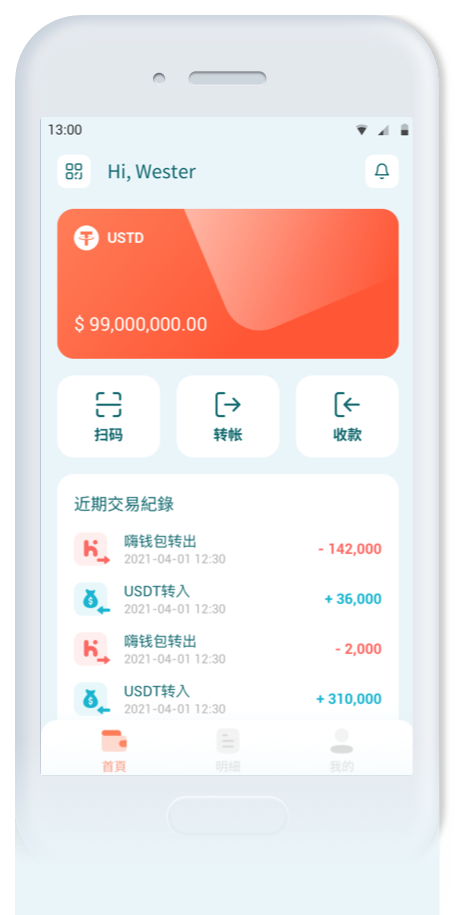 13:00
Hi, Wester
USTD
$ 99,000,000.00
扫码
转帐
收款
近期交易紀錄
嗨钱包转出
2021-04-01 12:30
- 142,000
USDT转入
2021-04-01 12:30
+ 36,000
嗨钱包转出
2021-04-01 12:30
- 2,000
USDT转入
2021-04-01 12:30
+ 310,000
首頁
明細
我的